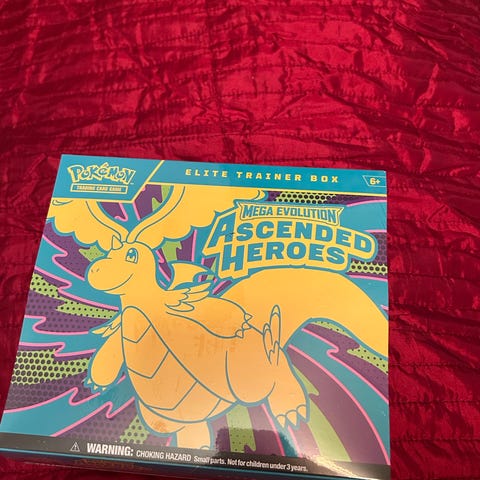 POKÉMON
TRADING CARD GAME
ELITE TRAINER BOX
6+
MEGA EVOLUTION
ASCENDED
HEROES
WARNING: CHOKING HAZARD Small parts. Not for children under 3 years.